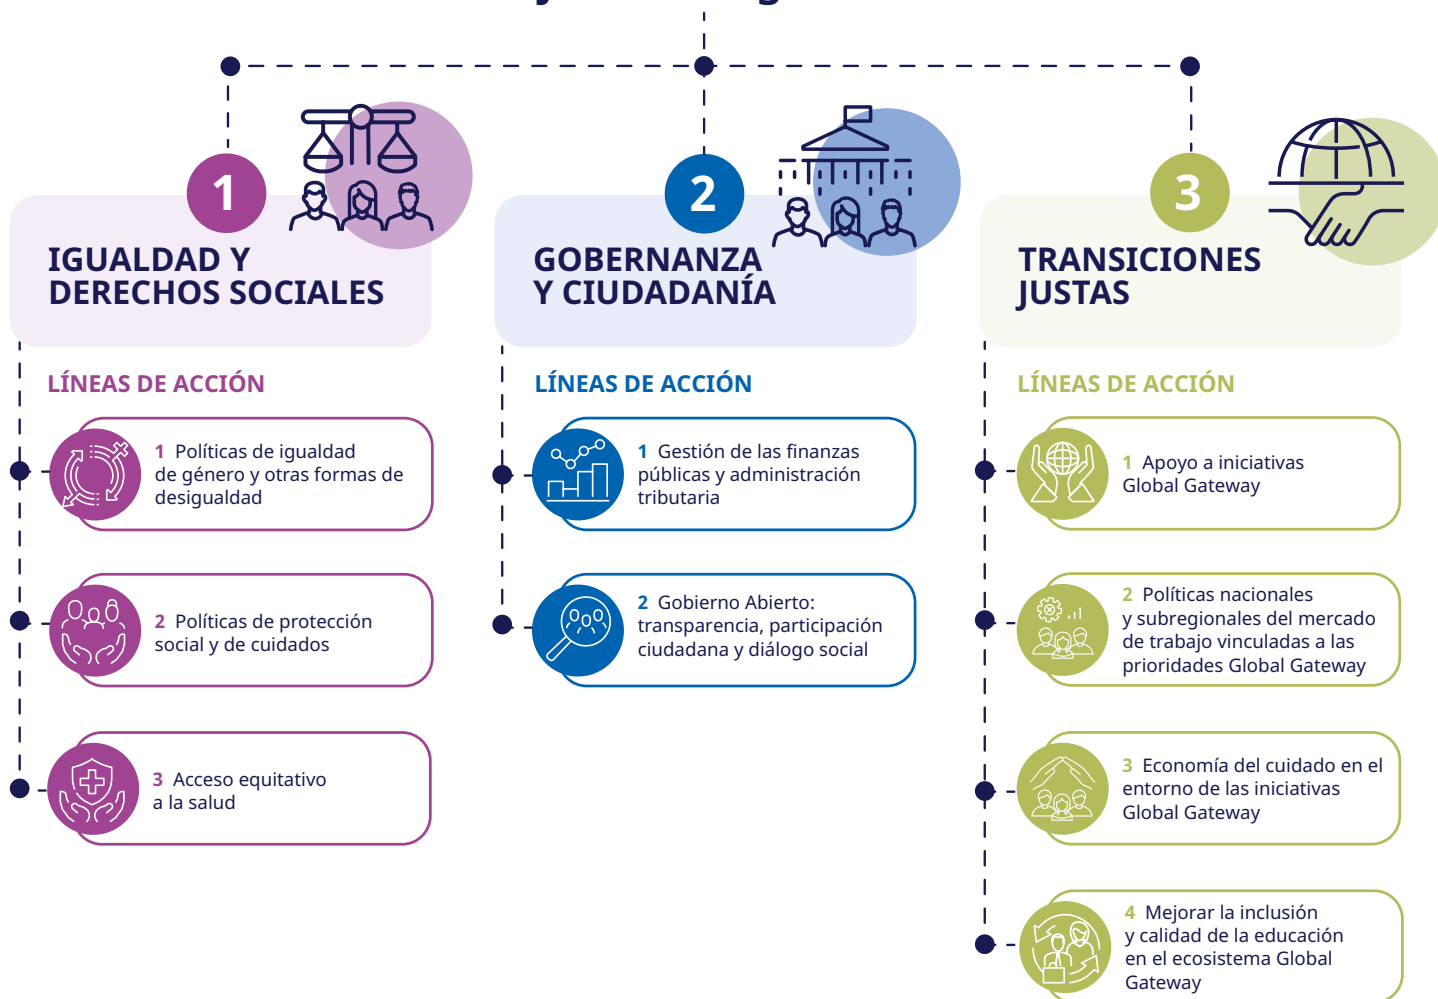 1
IGUALDAD Y
DERECHOS SOCIALES
LÍNEAS DE ACCIÓN
1 Políticas de igualdad
de género y otras formas de
desigualdad
2 Políticas de protección
social y de cuidados
3 Acceso equitativo
a la salud
2
GOBERNANZA
Y CIUDADANÍA
LÍNEAS DE ACCIÓN
1 Gestión de las finanzas
públicas y administración
tributaria
2 Gobierno Abierto:
transparencia, participación
ciudadana y diálogo social
3
TRANSICIONES
JUSTAS
LÍNEAS DE ACCIÓN
1 Apoyo a iniciativas
Global Gateway
2 Políticas nacionales
y subregionales del mercado
de trabajo vinculadas a las
prioridades Global Gateway
3 Economía del cuidado en el
entorno de las iniciativas
Global Gateway
4 Mejorar la inclusión
y calidad de la educación
en el ecosistema Global
Gateway